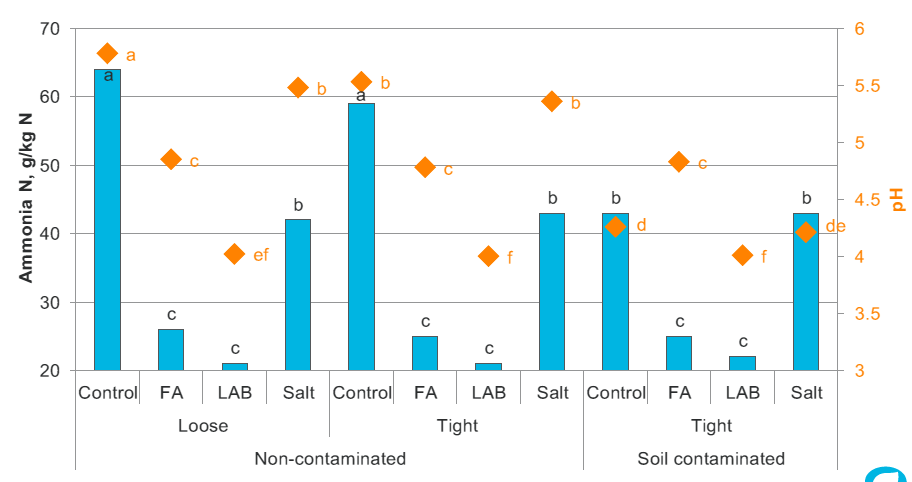 70
60
50
40
30
20
Ammonia N, g/kg N
6
5.5
5
4.5
4
3.5
3
pH
a a
c c
c ef
b b
a b
c c
c f
b b
b d
c c
c f
b de
Control FA LAB Salt Control FA LAB Salt Control FA LAB Salt
Loose Tight Tight
Non-contaminated Soil contaminated